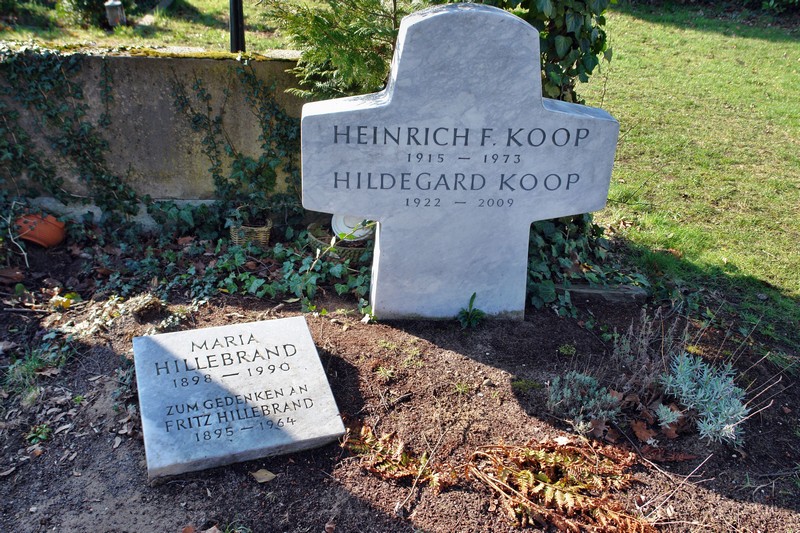 HEINRICH F. KOOP
1915 — 1973
HILDEGARD KOOP
1922 — 2009
MARIA
HILLEBRAND
1898 — 1990
ZUM GEDENKEN AN
FRITZ HILLEBRAND
1895 — 1964